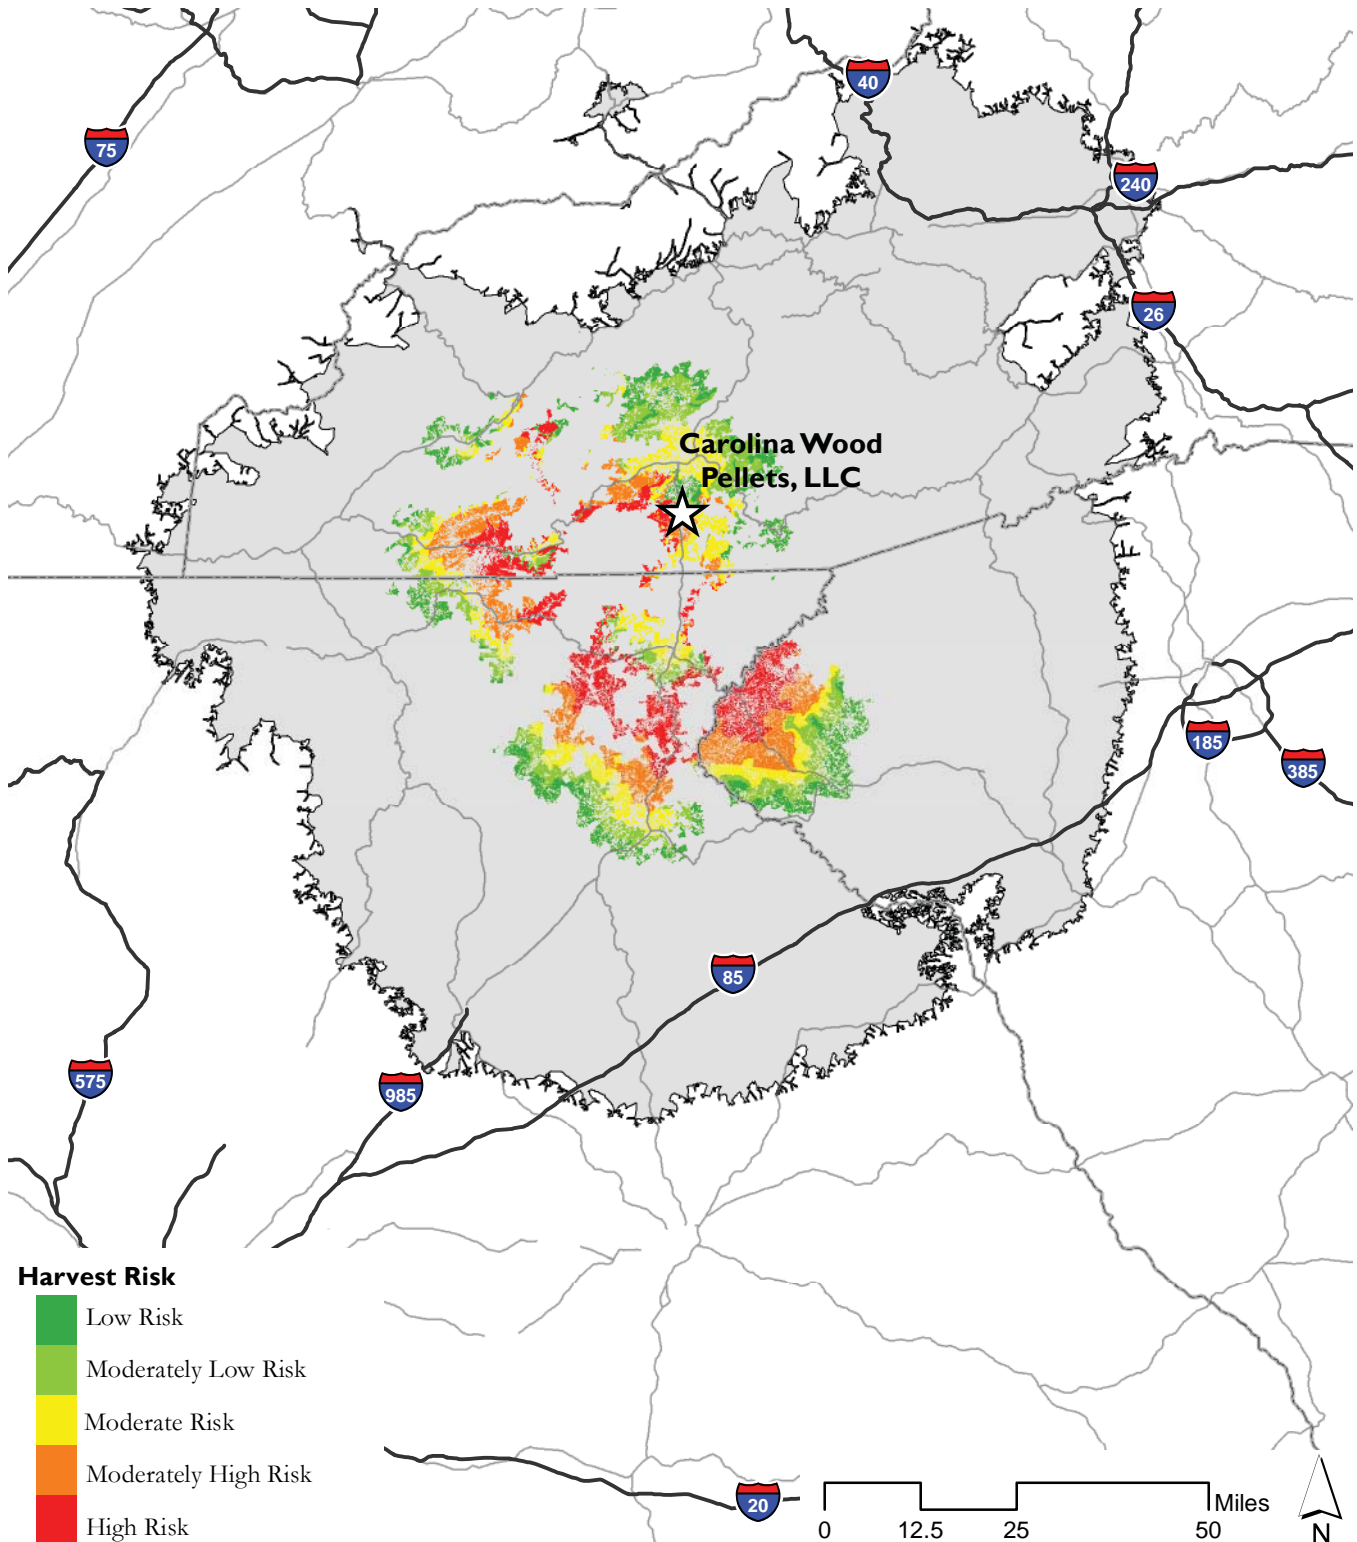 40
75
240
26
Carolina Wood
Pellets, LLC
185
385
85
575
985
Harvest Risk
Low Risk
Moderately Low Risk
Moderate Risk
Moderately High Risk
High Risk
20
Miles
0 12.5 25 50
N